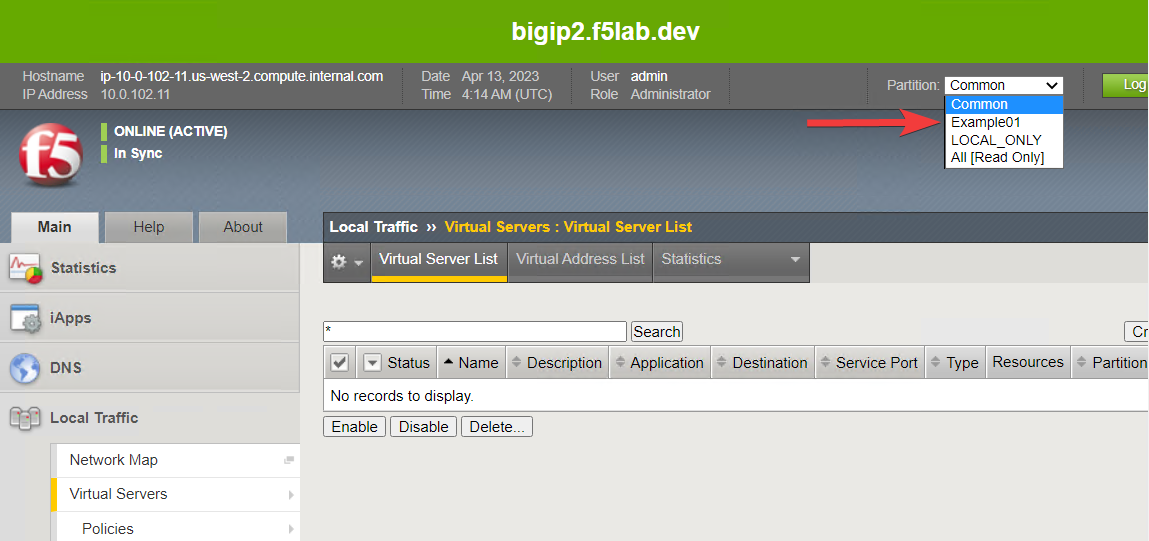 bigip2.f5lab.dev
Hostname ip-10-0-102-11.us-west-2.compute.internal.com Date Apr 13, 2023 User admin Partition: Common Log
IP Address 10.0.102.11 Time 4:14 AM (UTC) Role Administrator
Common
Example01
LOCAL_ONLY
All [Read Only]
f5
ONLINE (ACTIVE)
In Sync
Main Help About
Local Traffic ›› Virtual Servers : Virtual Server List
Virtual Server List Virtual Address List Statistics
Statistics
iApps
DNS
Local Traffic
Network Map
Virtual Servers
Policies
* Search Cr
Status Name Description Application Destination Service Port Type Resources Partition
No records to display.
Enable Disable Delete...